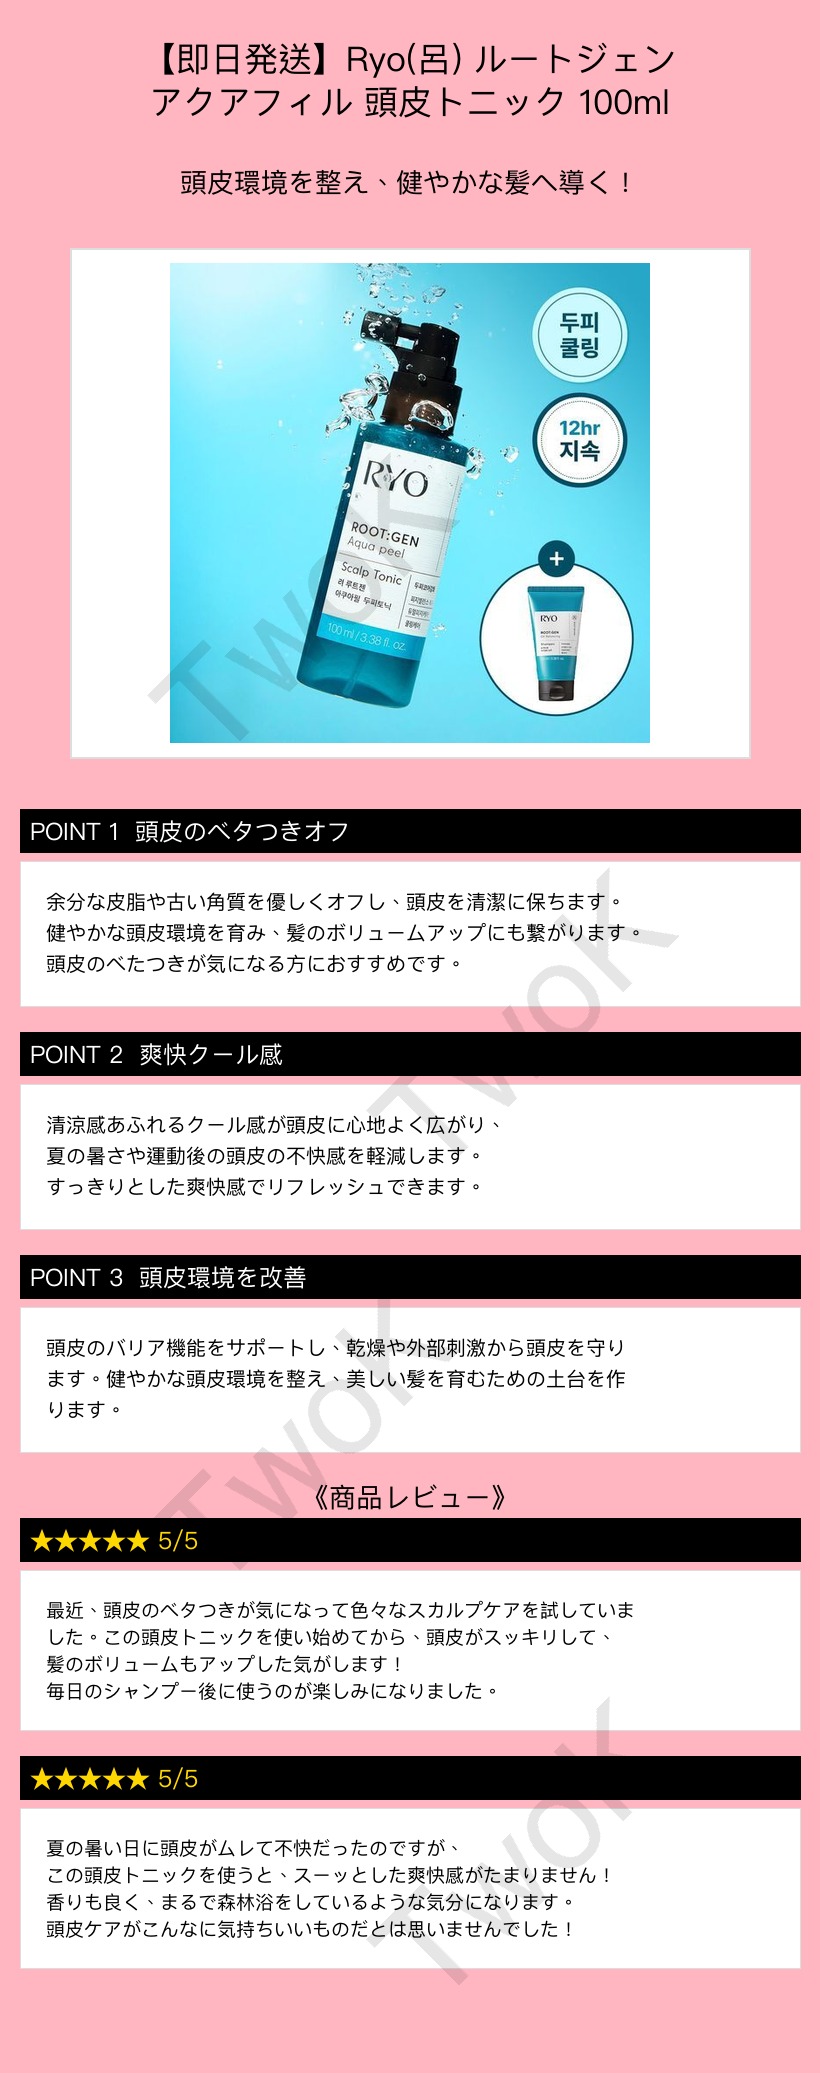 【即日発送】Ryo(呂) ルートジェン
アクアフィル 頭皮トニック 100ml
頭皮環境を整え、健やかな髪へ導く！
두피
쿨링
12hr
지속
RYO
ROOT:GEN
Aqua peel
Scalp Tonic
려 루트젠
아쿠아필 두피토닉
두피코어강화
쿨링케어
100 ml / 3.38 fl. oz.
+
RYO
ROOT:GEN
POINT 1 頭皮のベタつきオフ
余分な皮脂や古い角質を優しくオフし、頭皮を清潔に保ちます。
健やかな頭皮環境を育み、髪のボリュームアップにも繋がります。
頭皮のべたつきが気になる方におすすめです。
POINT 2 爽快クール感
清涼感あふれるクール感が頭皮に心地よく広がり、
夏の暑さや運動後の頭皮の不快感を軽減します。
すっきりとした爽快感でリフレッシュできます。
POINT 3 頭皮環境を改善
頭皮のバリア機能をサポートし、乾燥や外部刺激から頭皮を守り
ます。健やかな頭皮環境を整え、美しい髪を育むための土台を作
ります。
《商品レビュー》
★★★★★ 5/5
最近、頭皮のベタつきが気になって色々なスカルプケアを試していま
した。この頭皮トニックを使い始めてから、頭皮がスッキリして、
髪のボリュームもアップした気がします！
毎日のシャンプー後に使うのが楽しみになりました。
★★★★★ 5/5
夏の暑い日に頭皮がムレて不快だったのですが、
この頭皮トニックを使うと、スーッとした爽快感がたまりません！
香りも良く、まるで森林浴をしているような気分になります。
頭皮ケアがこんなに気持ちいいものだとは思いませんでした！
TwoK
TwoK
TwoK
TwoK